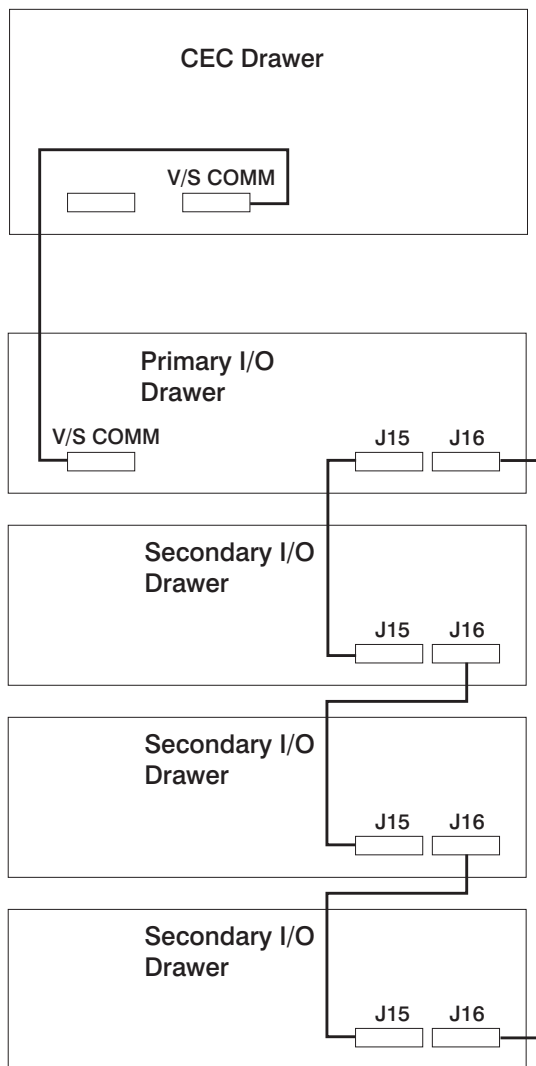 CEC Drawer
V/S COMM
Primary I/O
Drawer
V/S COMM
J15 J16
Secondary I/O
Drawer
J15 J16
Secondary I/O
Drawer
J15 J16
Secondary I/O
Drawer
J15 J16